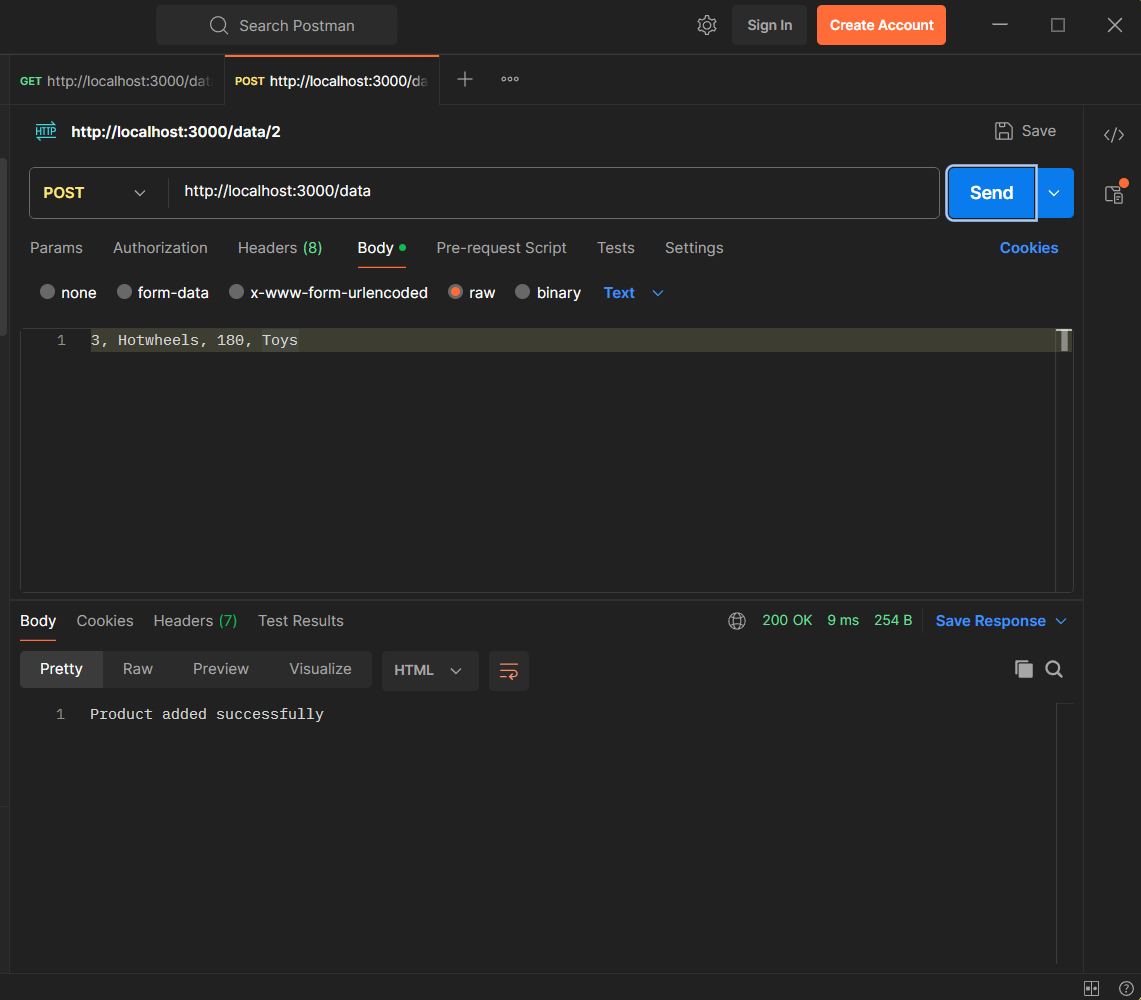 Search Postman Sign In Create Account
GET http://localhost:3000/dat POST http://localhost:3000/da
HTTP http://localhost:3000/data/2 Save
POST http://localhost:3000/data Send
Params Authorization Headers (8) Body Pre-request Script Tests Settings Cookies
none form-data x-www-form-urlencoded raw binary Text
1 3, Hotwheels, 180, Toys
Body Cookies Headers (7) Test Results 200 OK 9 ms 254 B Save Response
Pretty Raw Preview Visualize HTML
1 Product added successfully